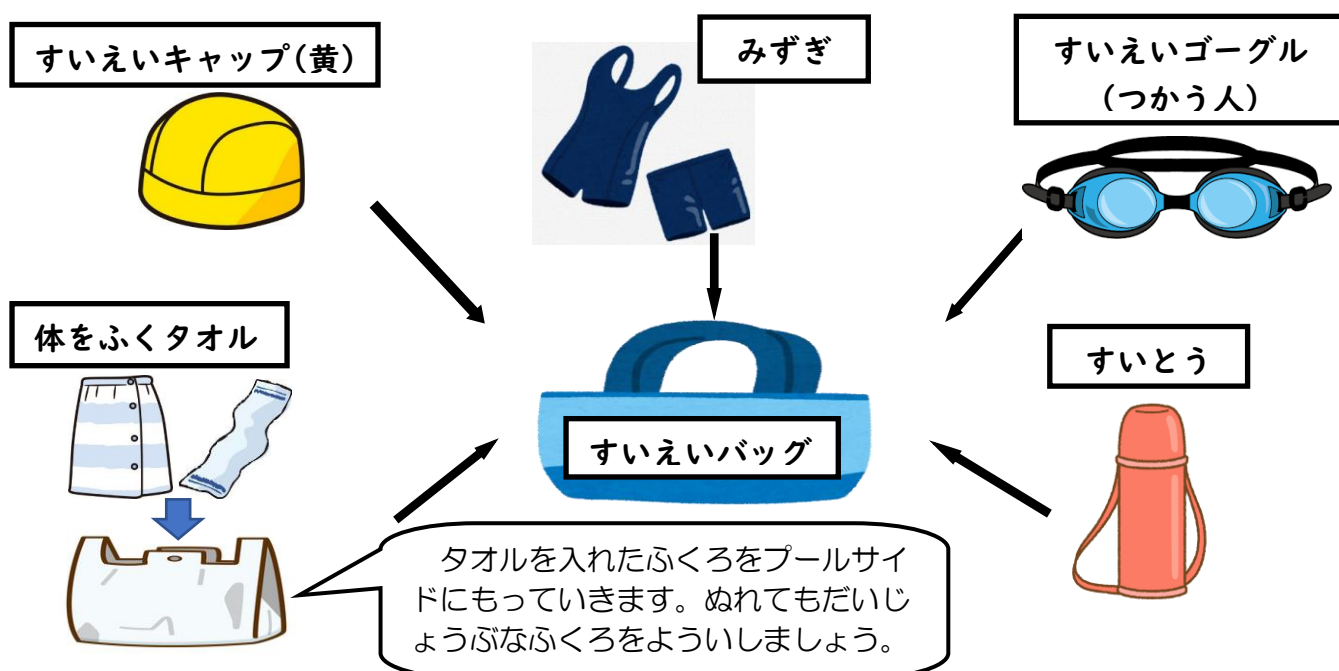 すいえいキャップ(黄)
みずぎ
すいえいゴーグル
(つかう人)
体をふくタオル
すいとう
すいえいバッグ
タオルを入れたふくろをプールサイ
ドにもっていきます。ぬれてもだいじ
ょうぶなふくろをよういしましょう。